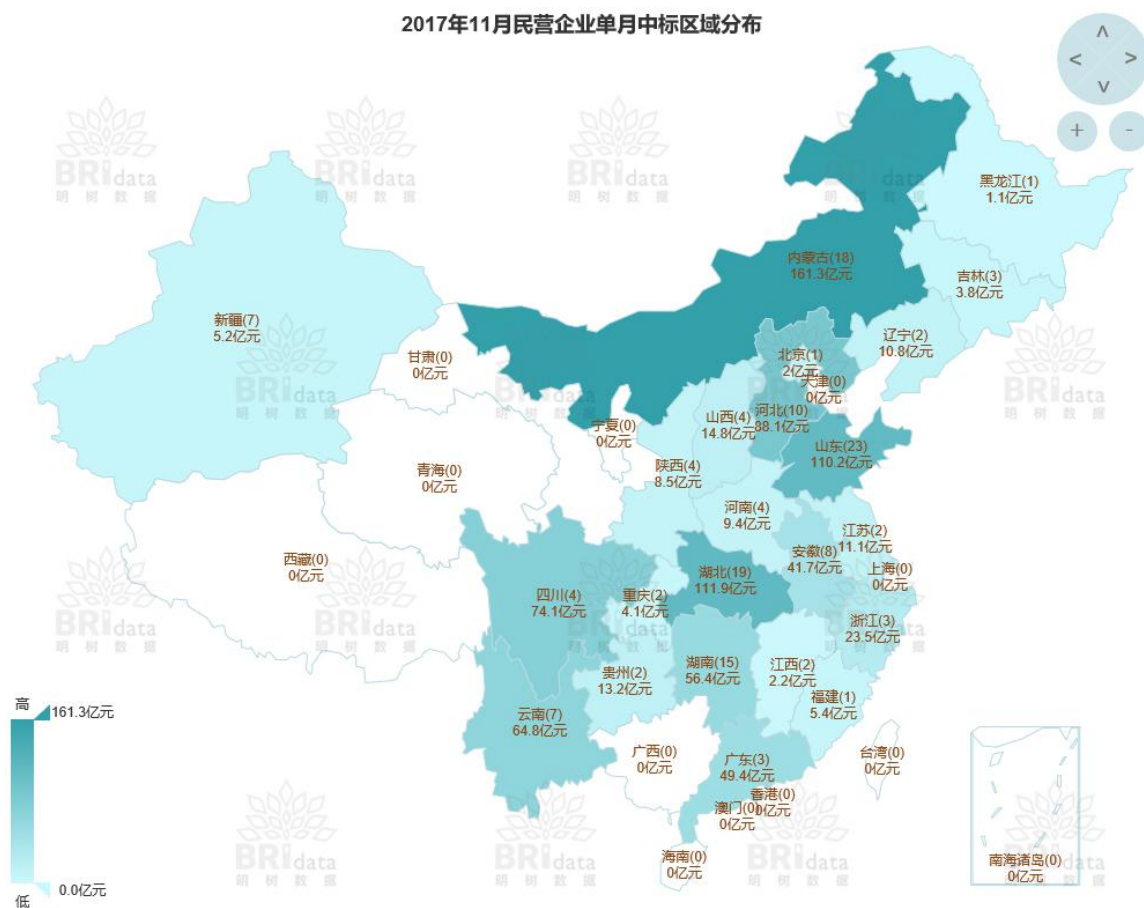 2017年11月民营企业单月中标区域分布
黑龙江(1)
1.1亿元
内蒙古(18)
161.3亿元
吉林(3)
3.8亿元
新疆(7)
5.2亿元
辽宁(2)
10.8亿元
甘肃(0)
0亿元
北京(1)
2亿元
天津(0)
0亿元
河北(10)
88.1亿元
山西(4)
14.8亿元
宁夏(0)
0亿元
山东(23)
110.2亿元
青海(0)
0亿元
陕西(4)
8.5亿元
河南(4)
9.4亿元
江苏(2)
11.1亿元
西藏(0)
0亿元
安徽(8)
41.7亿元
上海(0)
0亿元
湖北(19)
111.9亿元
四川(4)
74.1亿元
重庆(2)
4.1亿元
浙江(3)
23.5亿元
贵州(2)
13.2亿元
湖南(15)
56.4亿元
江西(2)
2.2亿元
福建(1)
5.4亿元
云南(7)
64.8亿元
广西(0)
0亿元
广东(3)
49.4亿元
台湾(0)
0亿元
香港(0)
0亿元
澳门(0)
0亿元
海南(0)
0亿元
南海诸岛(0)
0亿元
高
161.3亿元
0.0亿元
低
BRIdata
明树数据